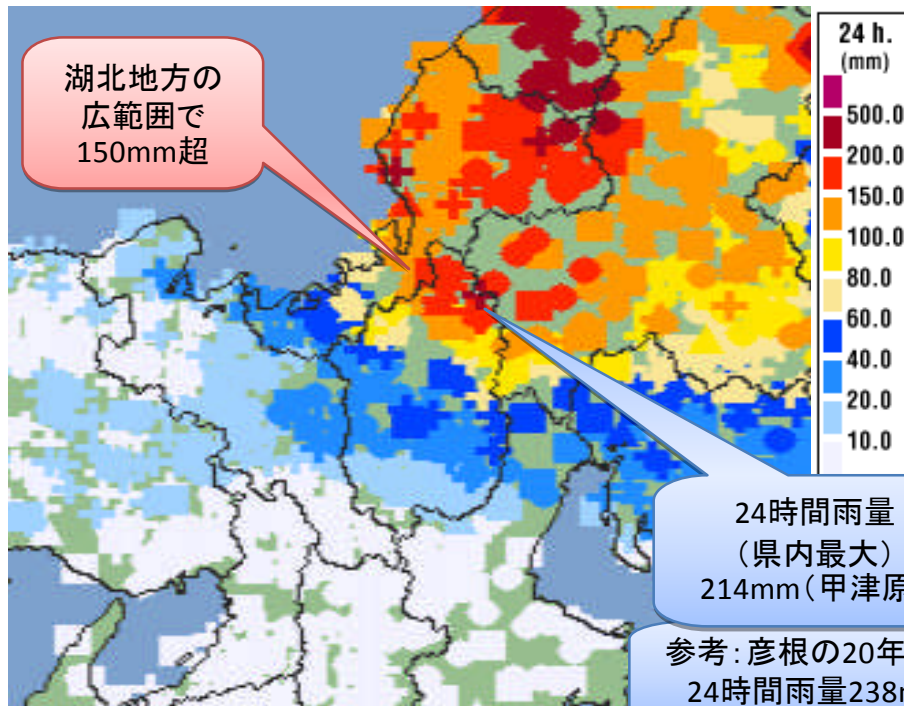 湖北地方の
広範囲で
150mm超
24 h.
(mm)
500.0
200.0
150.0
100.0
80.0
60.0
40.0
20.0
10.0
24時間雨量
（県内最大）
214mm（甲津原
参考：彦根の20年
24時間雨量238m